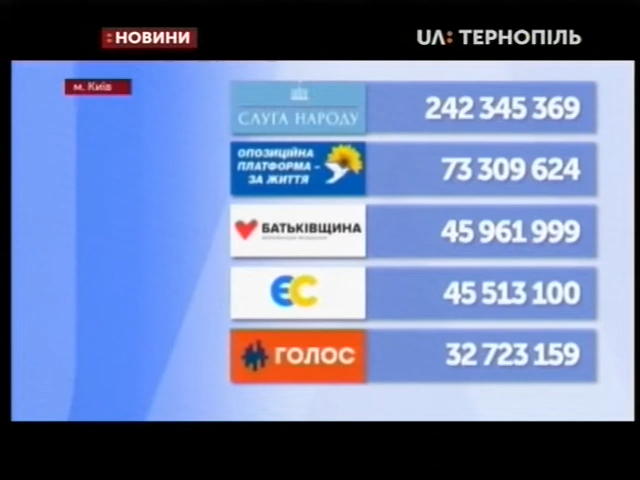 :НОВИНИ
UA: ТЕРНОПІЛЬ
м. Київ
СЛУГА НАРОДУ
242 345 369
ОПОЗИЦІЙНА
ПЛАТФОРМА –
ЗА ЖИТТЯ
73 309 624
БАТЬКІВЩИНА
45 961 999
ЄС
45 513 100
ГОЛОС
32 723 159